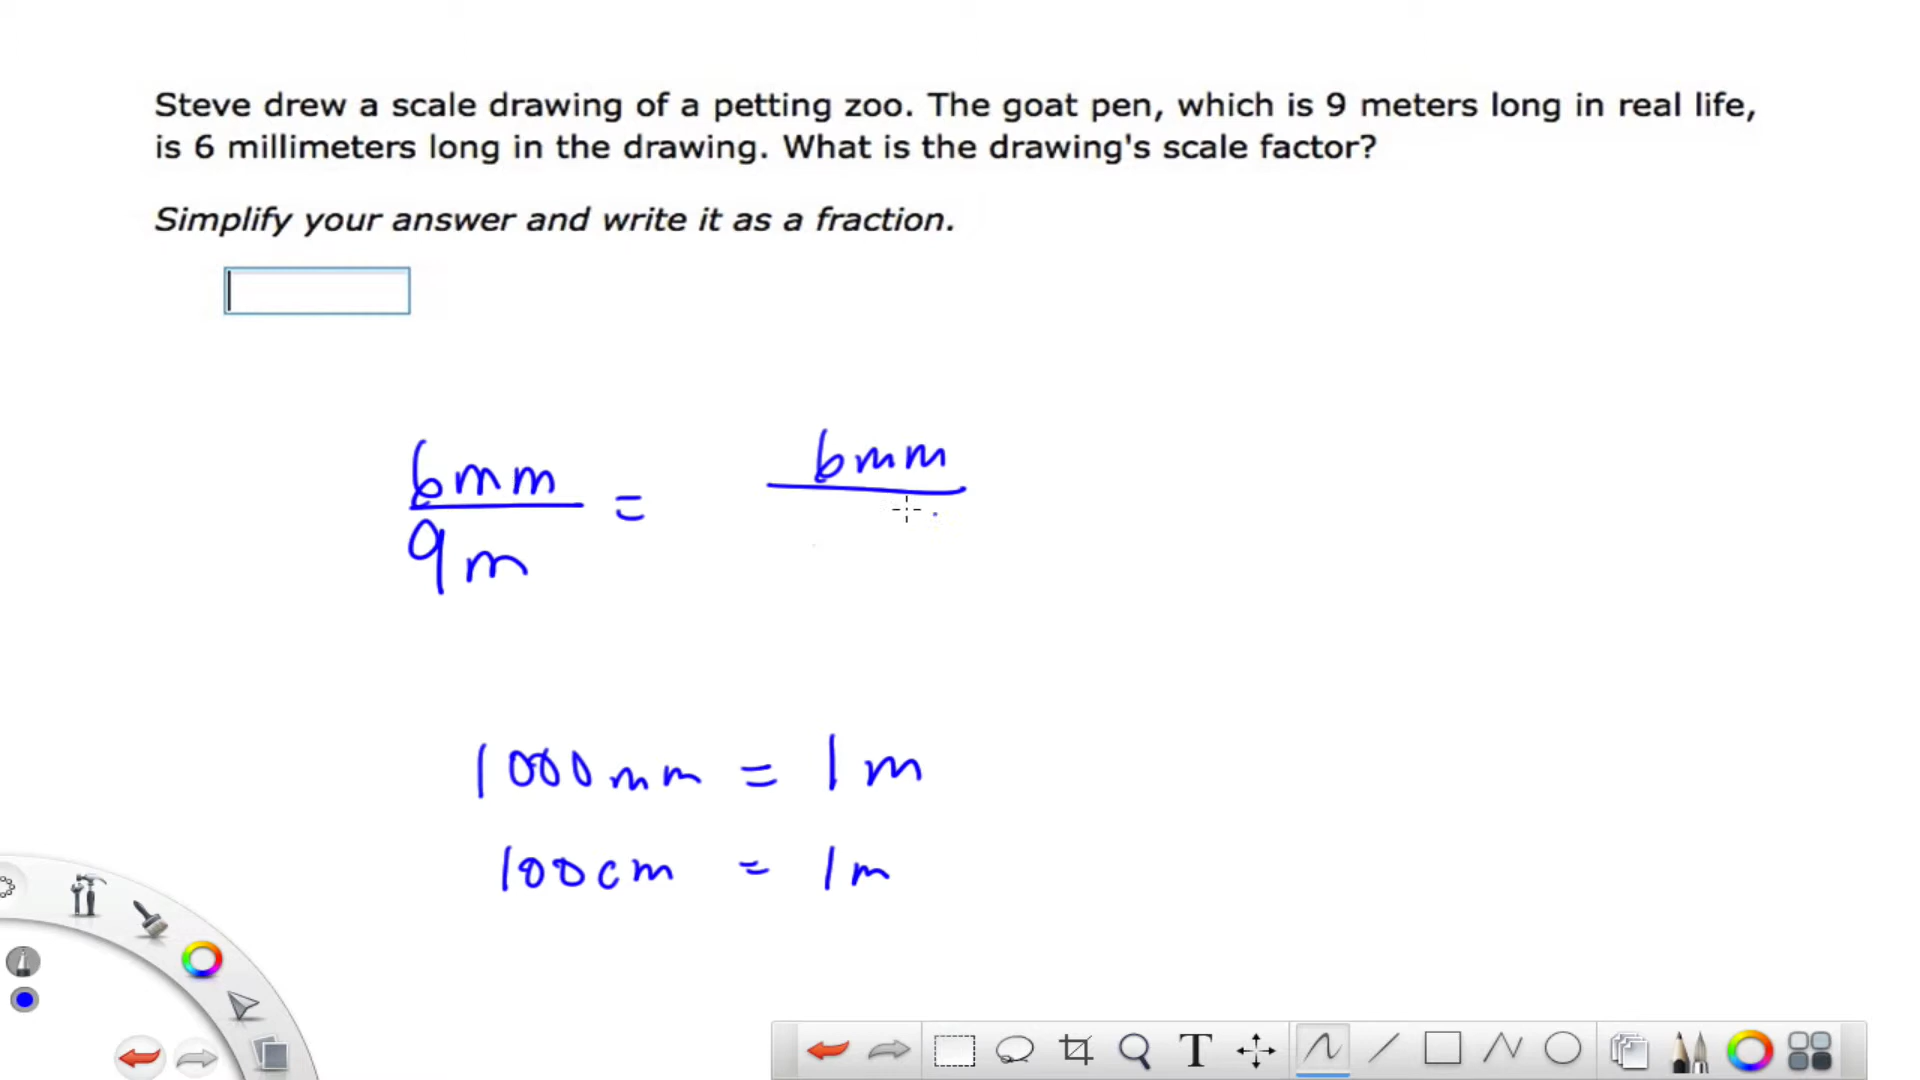 Steve drew a scale drawing of a petting zoo. The goat pen, which is 9 meters long in real life,
is 6 millimeters long in the drawing. What is the drawing's scale factor?
Simplify your answer and write it as a fraction.
6mm
9m
=
6mm
1000mm = 1m
100cm = 1m
T